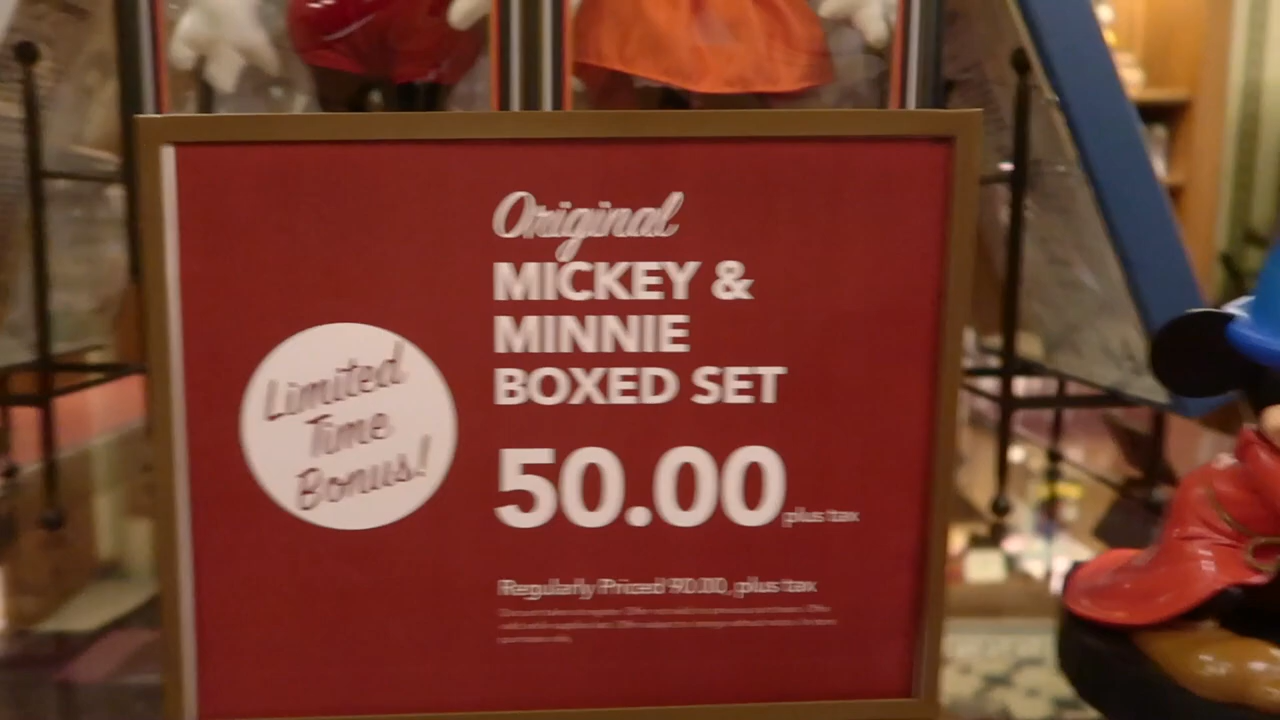 Original
MICKEY &
MINNIE
BOXED SET
Limited
Time
Bonus!
50.00 plus tax
Regularly Priced 90.00, plus tax